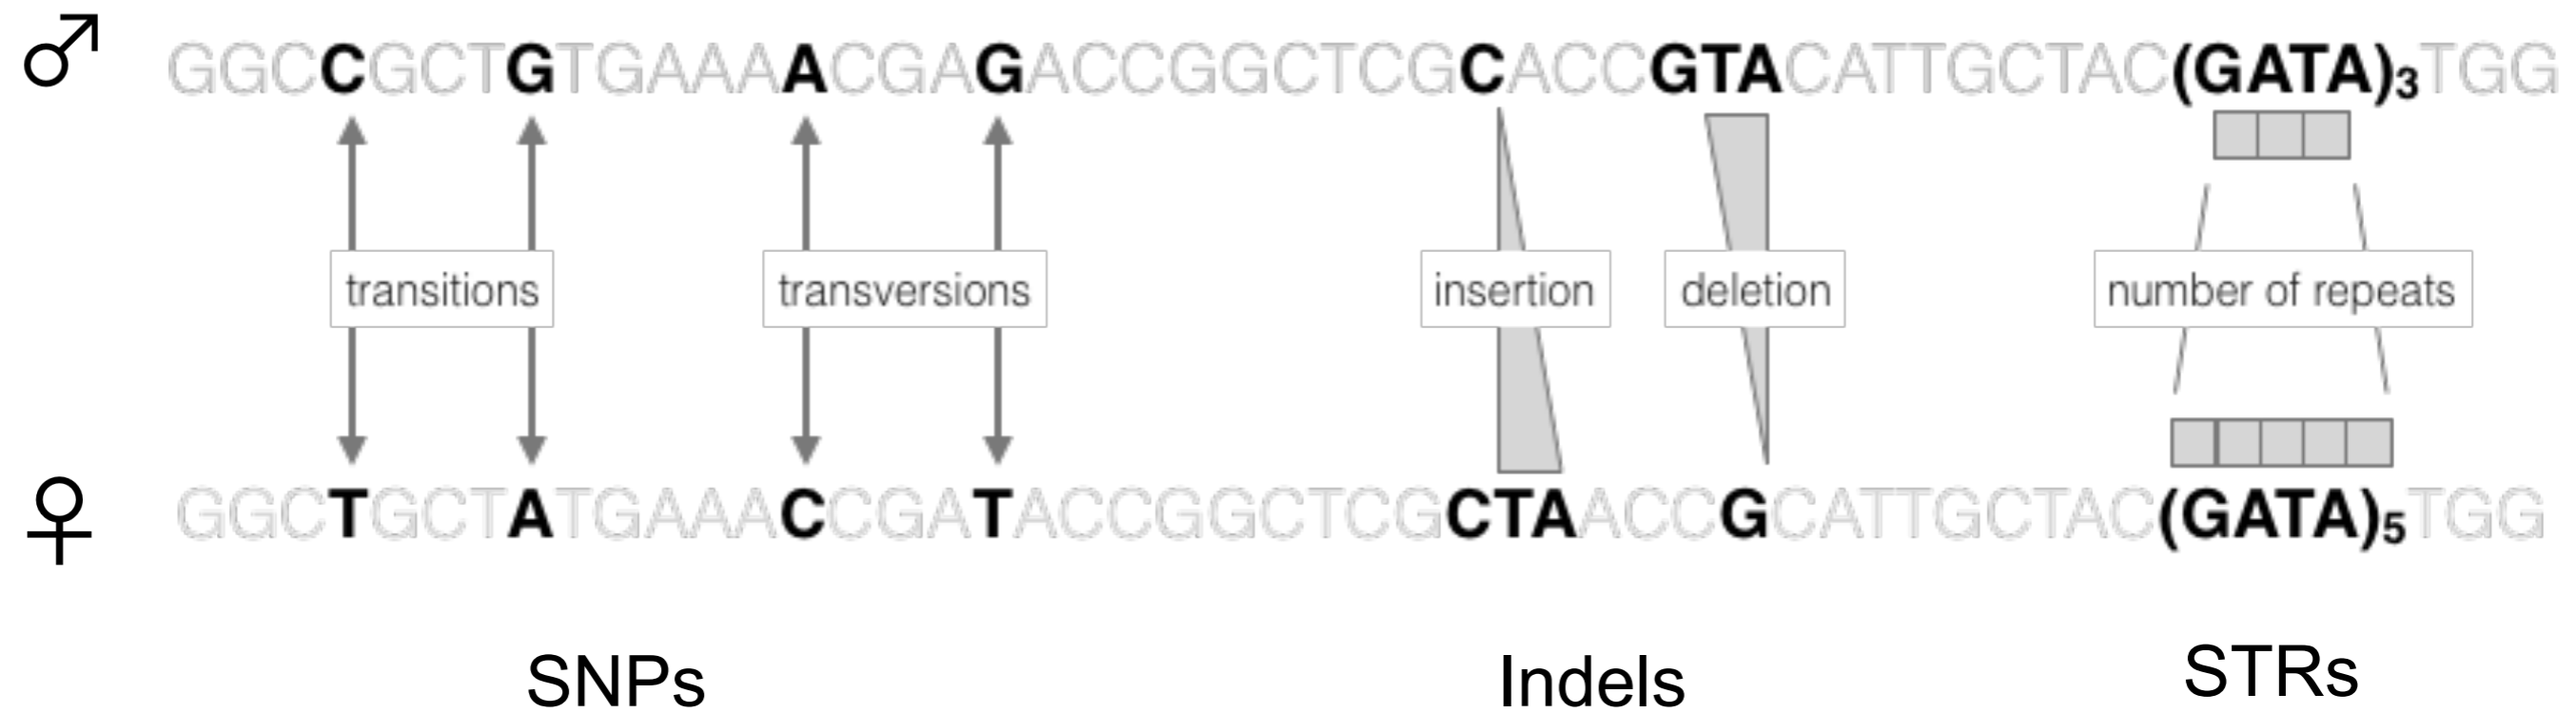 ♂ GGCCGCTGTGAAAACGAGACCGGCTCGCACCGTACATTGCTAC(GATA)₃TGG
transitions transversions insertion deletion number of repeats
♀ GGCTGCTATGAAACCGATACCGGCTCGCTAACCGCATTGCTAC(GATA)₅TGG
SNPs Indels STRs